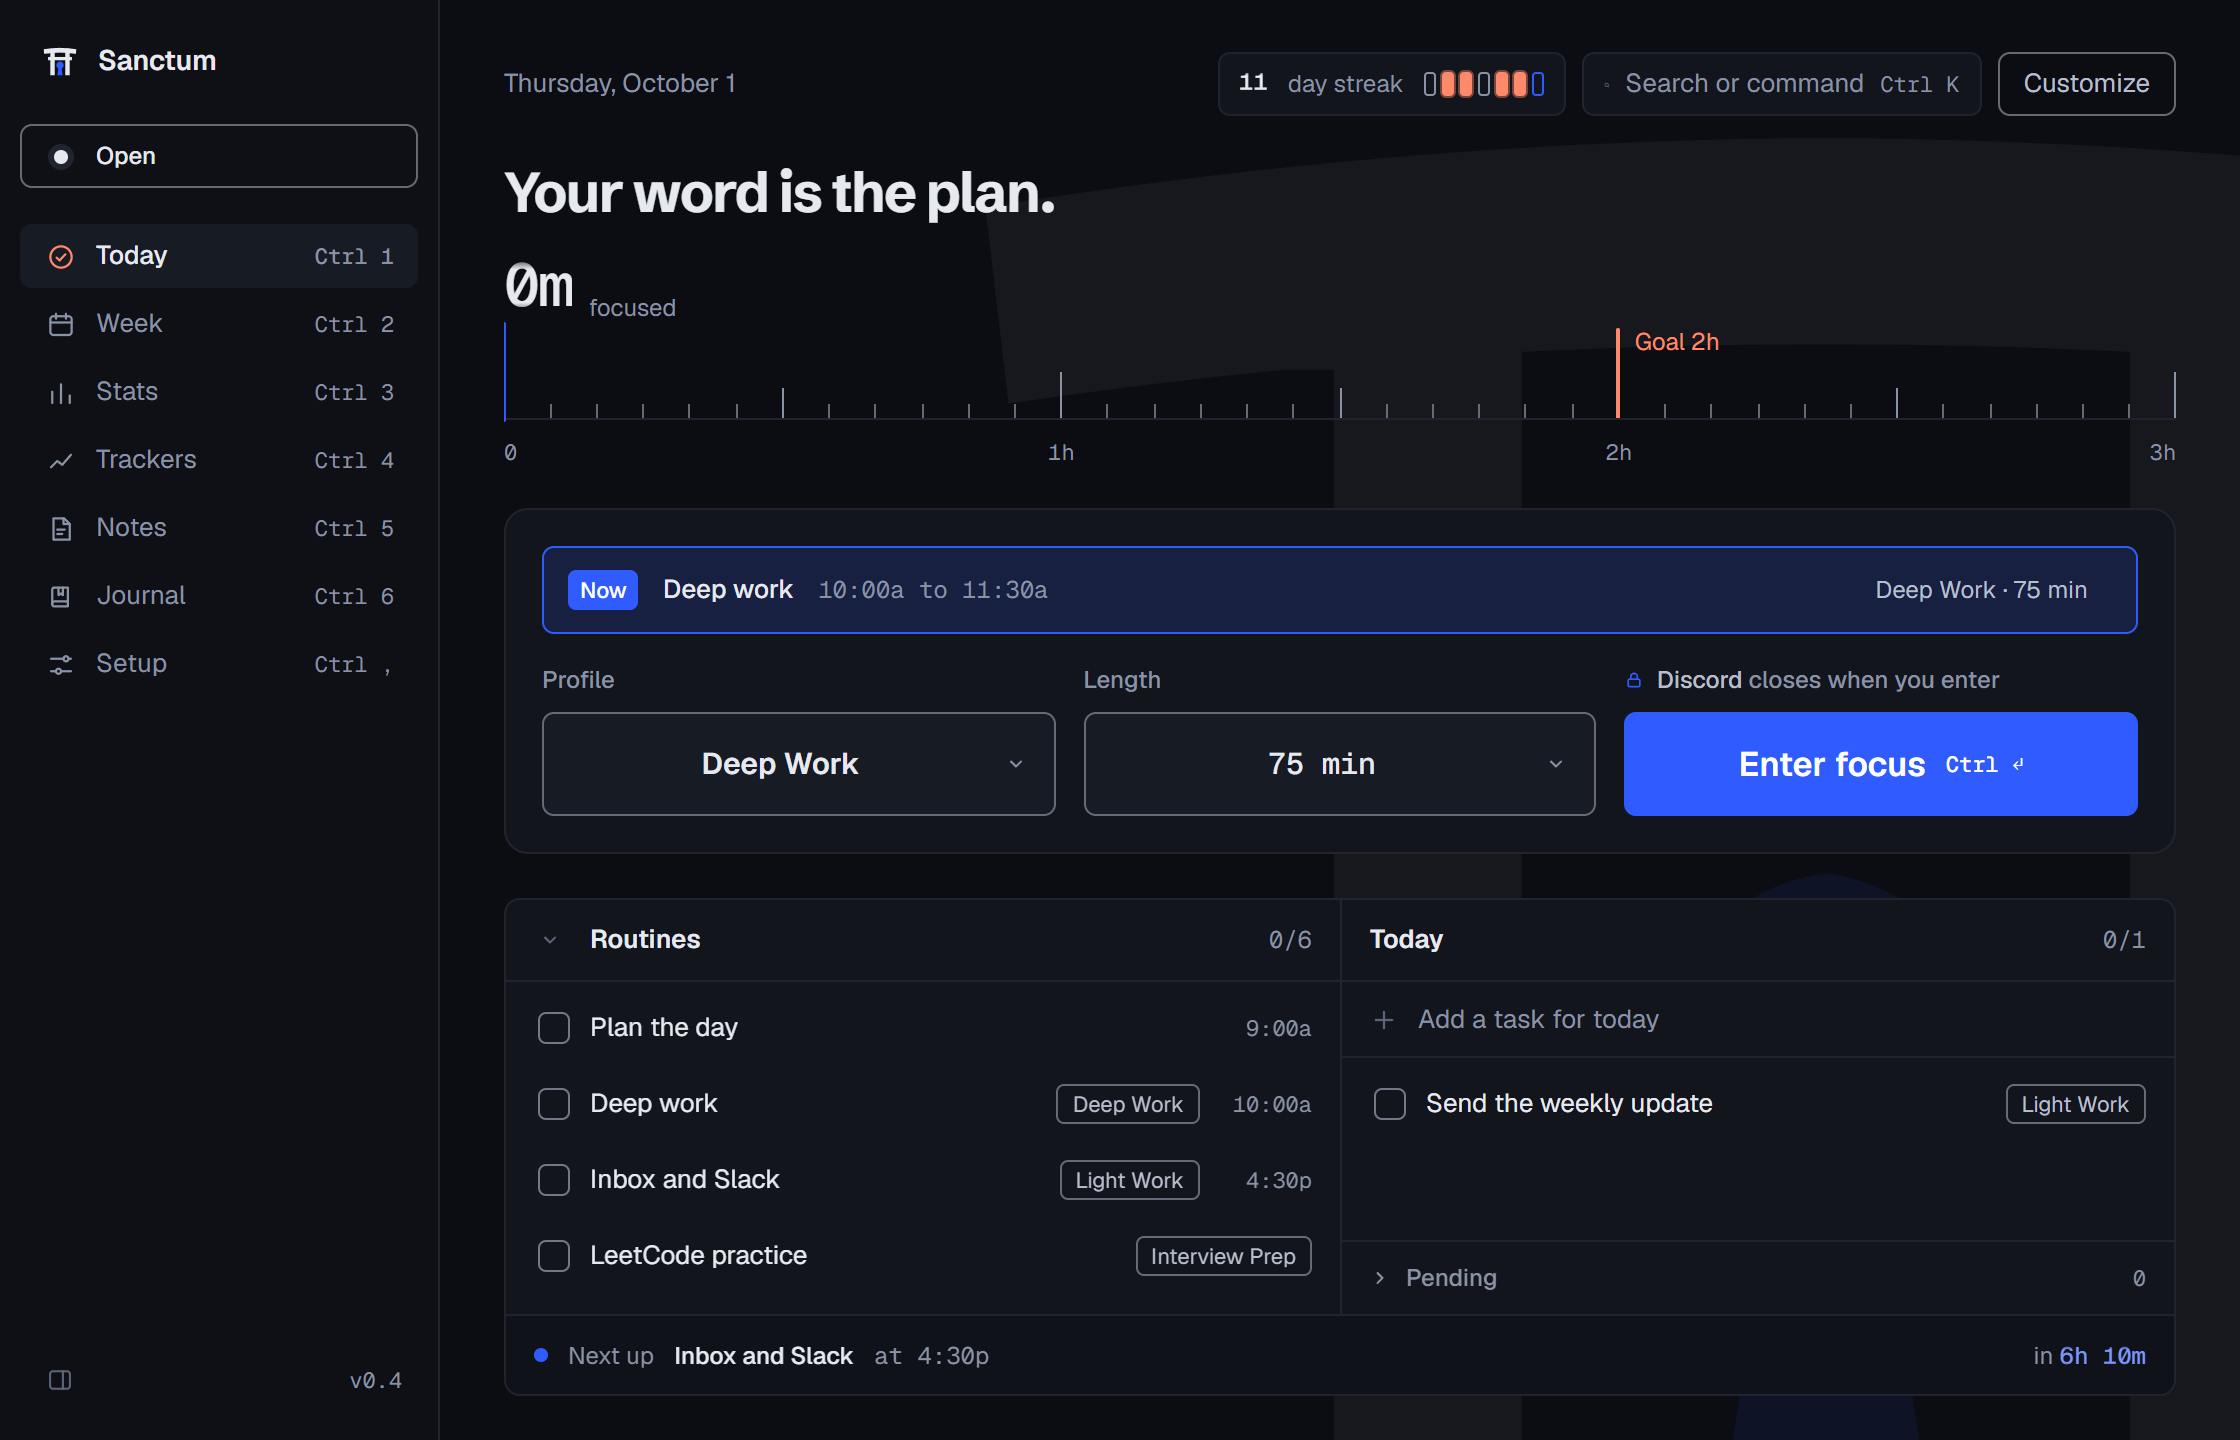 Sanctum
Open
Today Ctrl 1
Week Ctrl 2
Stats Ctrl 3
Trackers Ctrl 4
Notes Ctrl 5
Journal Ctrl 6
Setup Ctrl ,
v0.4
Thursday, October 1
11 day streak
Search or command Ctrl K
Customize
Your word is the plan.
0m focused
Goal 2h
0 1h 2h 3h
Now Deep work 10:00a to 11:30a Deep Work · 75 min
Profile
Deep Work
Length
75 min
Discord closes when you enter
Enter focus Ctrl ↵
Routines 0/6
Plan the day 9:00a
Deep work Deep Work 10:00a
Inbox and Slack Light Work 4:30p
LeetCode practice Interview Prep
Today 0/1
Add a task for today
Send the weekly update Light Work
Pending 0
Next up Inbox and Slack at 4:30p in 6h 10m